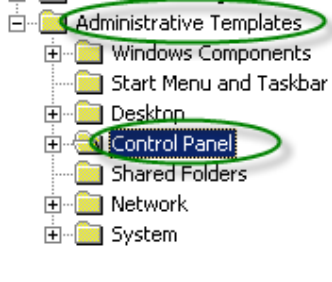 Administrative Templates
Windows Components
Start Menu and Taskbar
Desktop
Control Panel
Shared Folders
Network
System